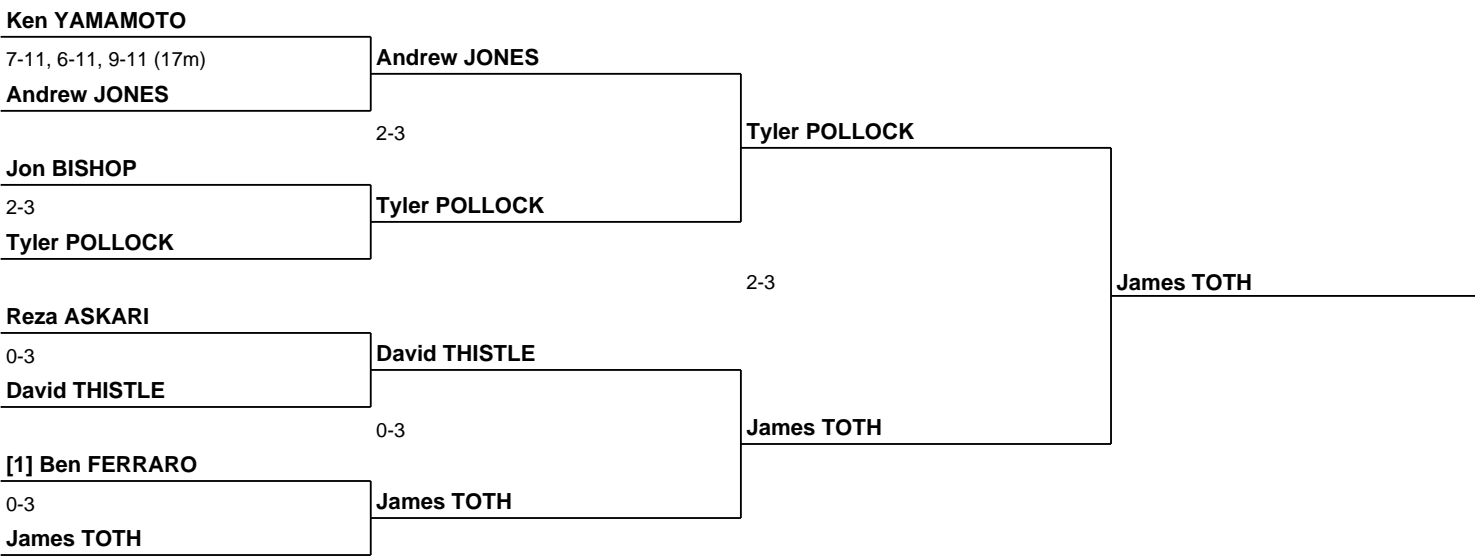 Ken YAMAMOTO
7-11, 6-11, 9-11 (17m)
Andrew JONES
Jon BISHOP
2-3
Tyler POLLOCK
Reza ASKARI
0-3
David THISTLE
[1] Ben FERRARO
0-3
James TOTH
Andrew JONES
2-3
Tyler POLLOCK
David THISTLE
0-3
James TOTH
Tyler POLLOCK
2-3
James TOTH
James TOTH